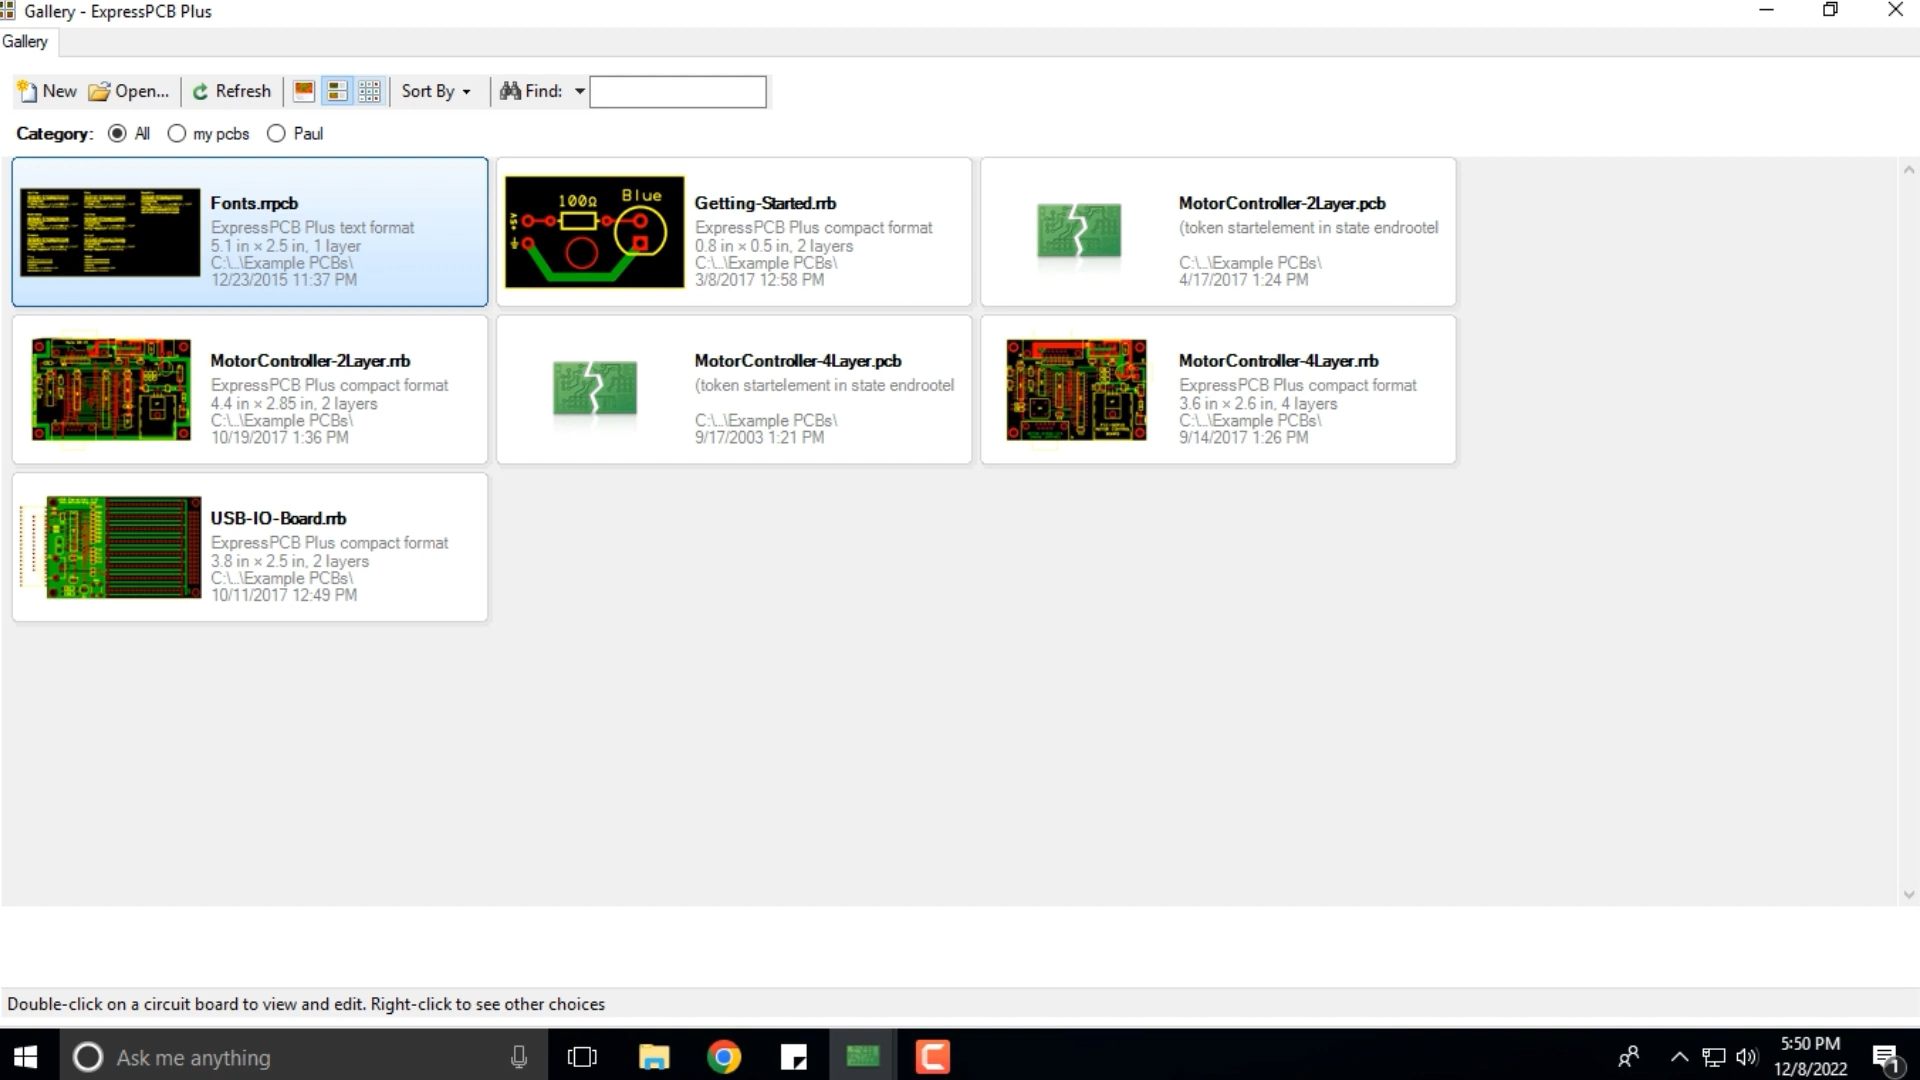 Gallery - ExpressPCB Plus
Gallery
New Open... Refresh Sort By Find:
Category: All my pcbs Paul
Fonts.rrpcb
ExpressPCB Plus text format
5.1 in × 2.5 in, 1 layer
C:\...\Example PCBs\
12/23/2015 11:37 PM
100Ω Blue
+5V
Getting-Started.rrb
ExpressPCB Plus compact format
0.8 in × 0.5 in, 2 layers
C:\...\Example PCBs\
3/8/2017 12:58 PM
MotorController-2Layer.pcb
(token startelement in state endrootel
C:\...\Example PCBs\
4/17/2017 1:24 PM
MotorController-2Layer.rrb
ExpressPCB Plus compact format
4.4 in × 2.85 in, 2 layers
C:\...\Example PCBs\
10/19/2017 1:36 PM
MotorController-4Layer.pcb
(token startelement in state endrootel
C:\...\Example PCBs\
9/17/2003 1:21 PM
MotorController-4Layer.rrb
ExpressPCB Plus compact format
3.6 in × 2.6 in, 4 layers
C:\...\Example PCBs\
9/14/2017 1:26 PM
USB-IO-Board.rrb
ExpressPCB Plus compact format
3.8 in × 2.5 in, 2 layers
C:\...\Example PCBs\
10/11/2017 12:49 PM
Double-click on a circuit board to view and edit. Right-click to see other choices
Ask me anything
5:50 PM
12/8/2022
1